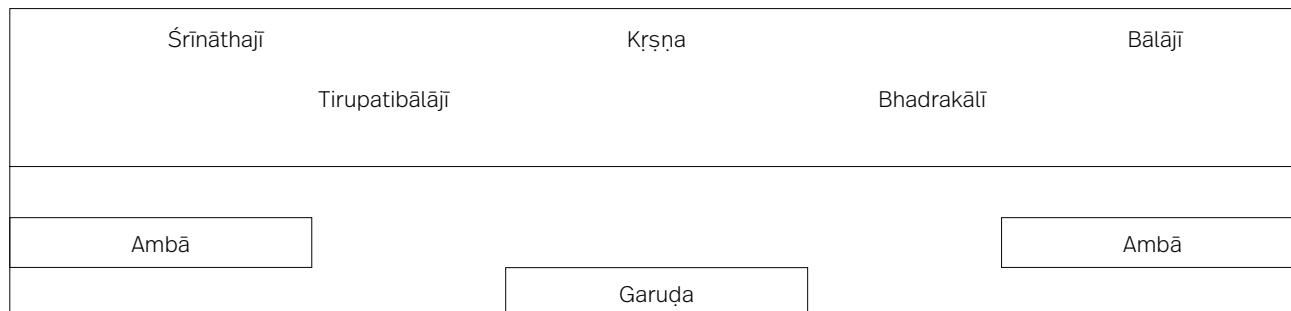 Śrīnāthajī Kṛṣṇa Bālājī
Tirupatibālājī Bhadrakālī
Ambā Ambā
Garuḍa